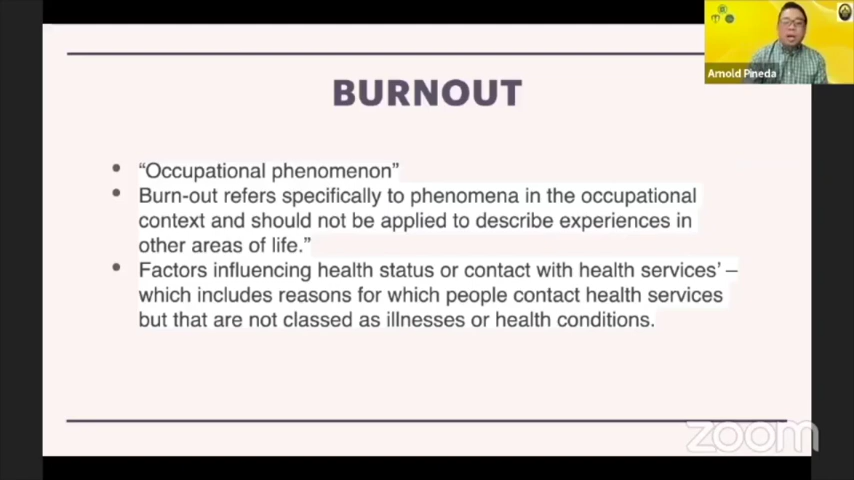 BURNOUT
• “Occupational phenomenon”
• Burn-out refers specifically to phenomena in the occupational
context and should not be applied to describe experiences in
other areas of life.”
• Factors influencing health status or contact with health services’ –
which includes reasons for which people contact health services
but that are not classed as illnesses or health conditions.
Arnold Pineda
zoom